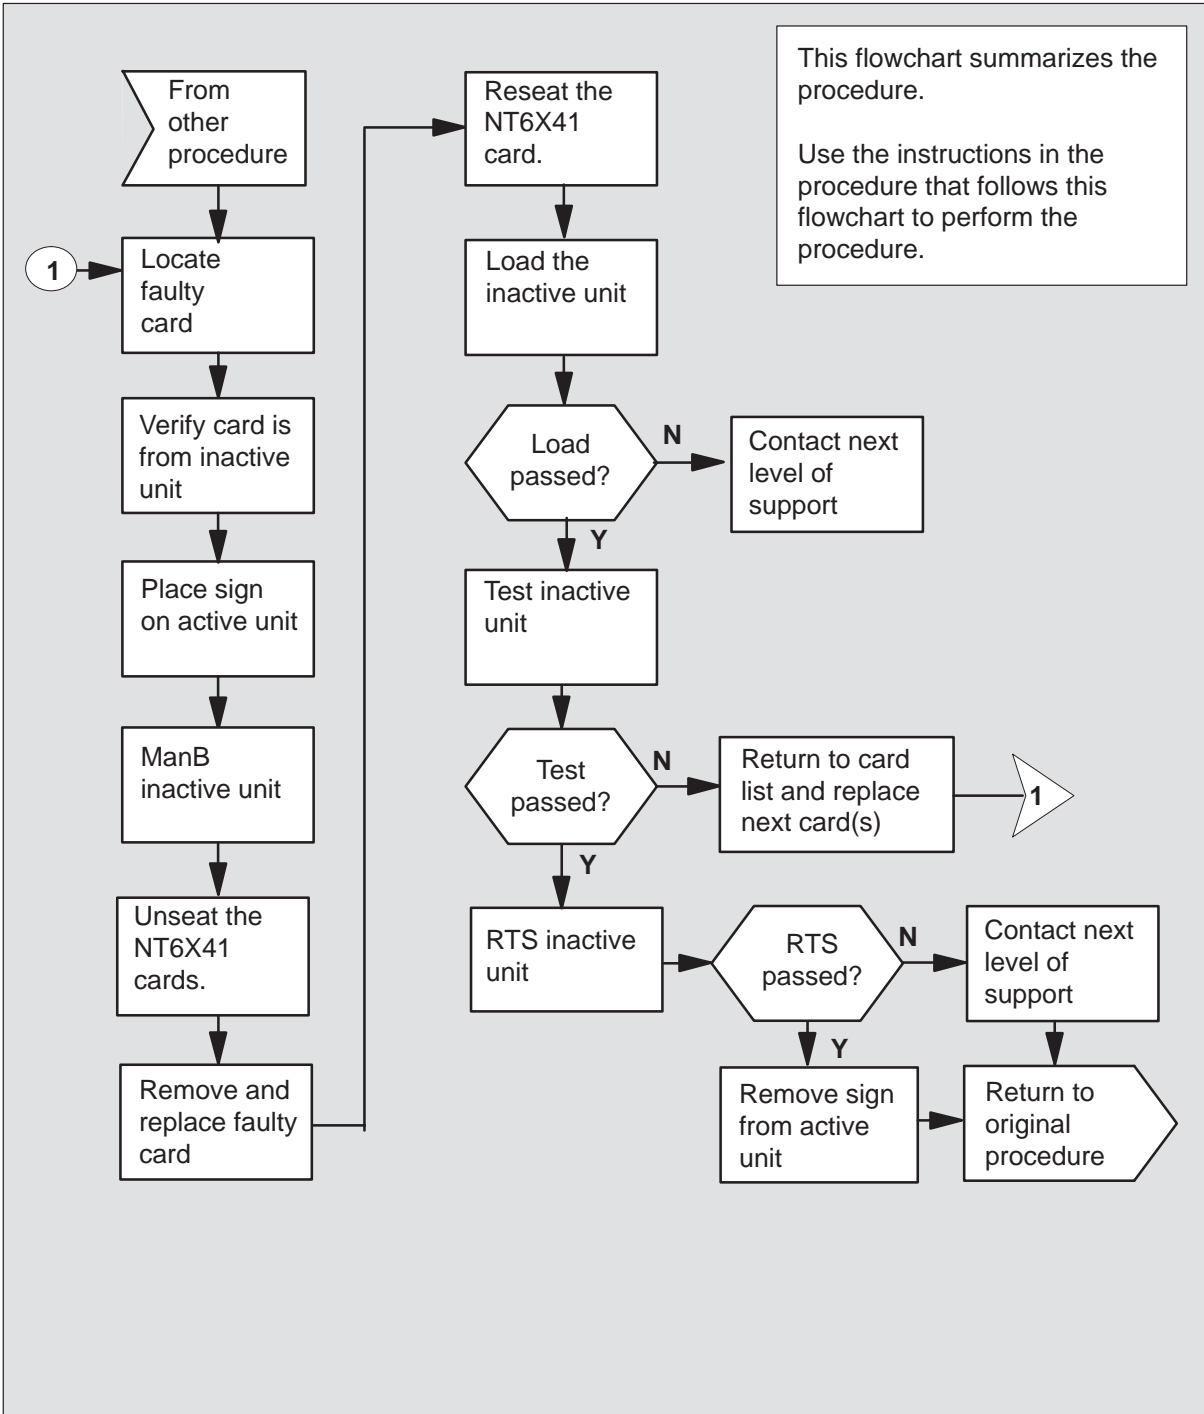 From
other
procedure
1
Locate
faulty
card
Verify card is
from inactive
unit
Place sign
on active unit
ManB
inactive unit
Unseat the
NT6X41
cards.
Remove and
replace faulty
card
Reseat the
NT6X41
card.
Load the
inactive unit
Load
passed?
N
Contact next
level of
support
Y
Test inactive
unit
Test
passed?
N
Return to card
list and replace
next card(s)
1
Y
RTS inactive
unit
RTS
passed?
N
Contact next
level of
support
Y
Remove sign
from active
unit
Return to
original
procedure
This flowchart summarizes the
procedure.
Use the instructions in the
procedure that follows this
flowchart to perform the
procedure.